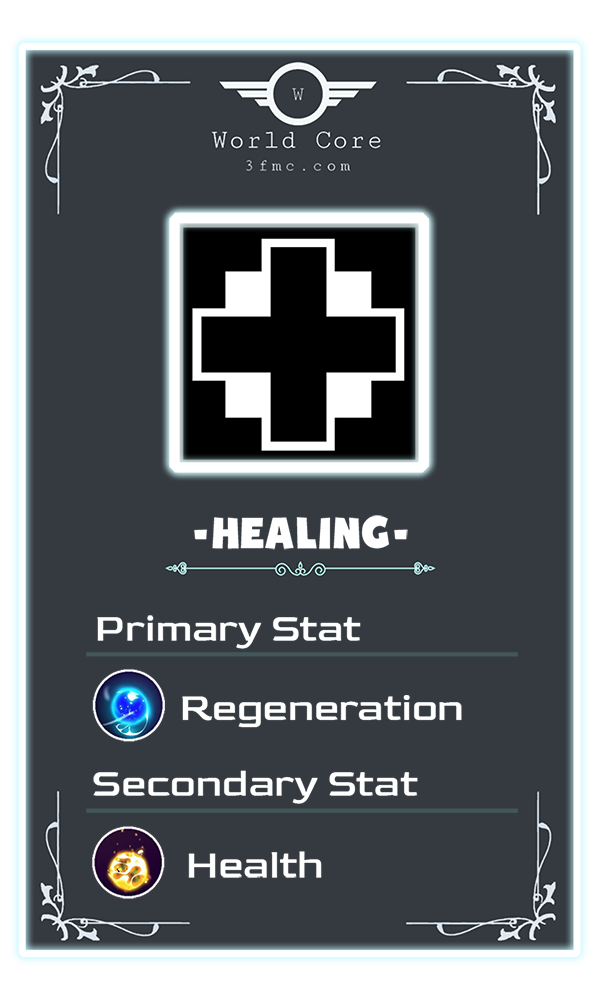 W
World Core
3fmc.com
-HEALING-
Primary Stat
Regeneration
Secondary Stat
Health